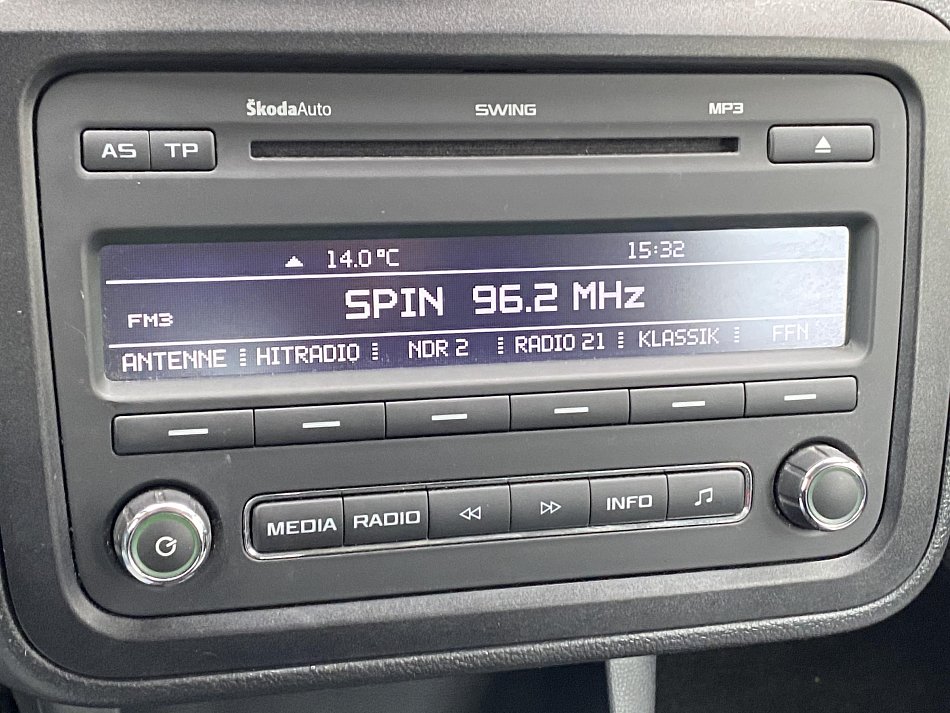 ŠkodaAuto SWING MP3
AS TP
14.0 °C 15:32
FM3 SPIN 96.2 MHz
ANTENNE HITRADIO NDR 2 RADIO 21 KLASSIK FFN
MEDIA RADIO INFO